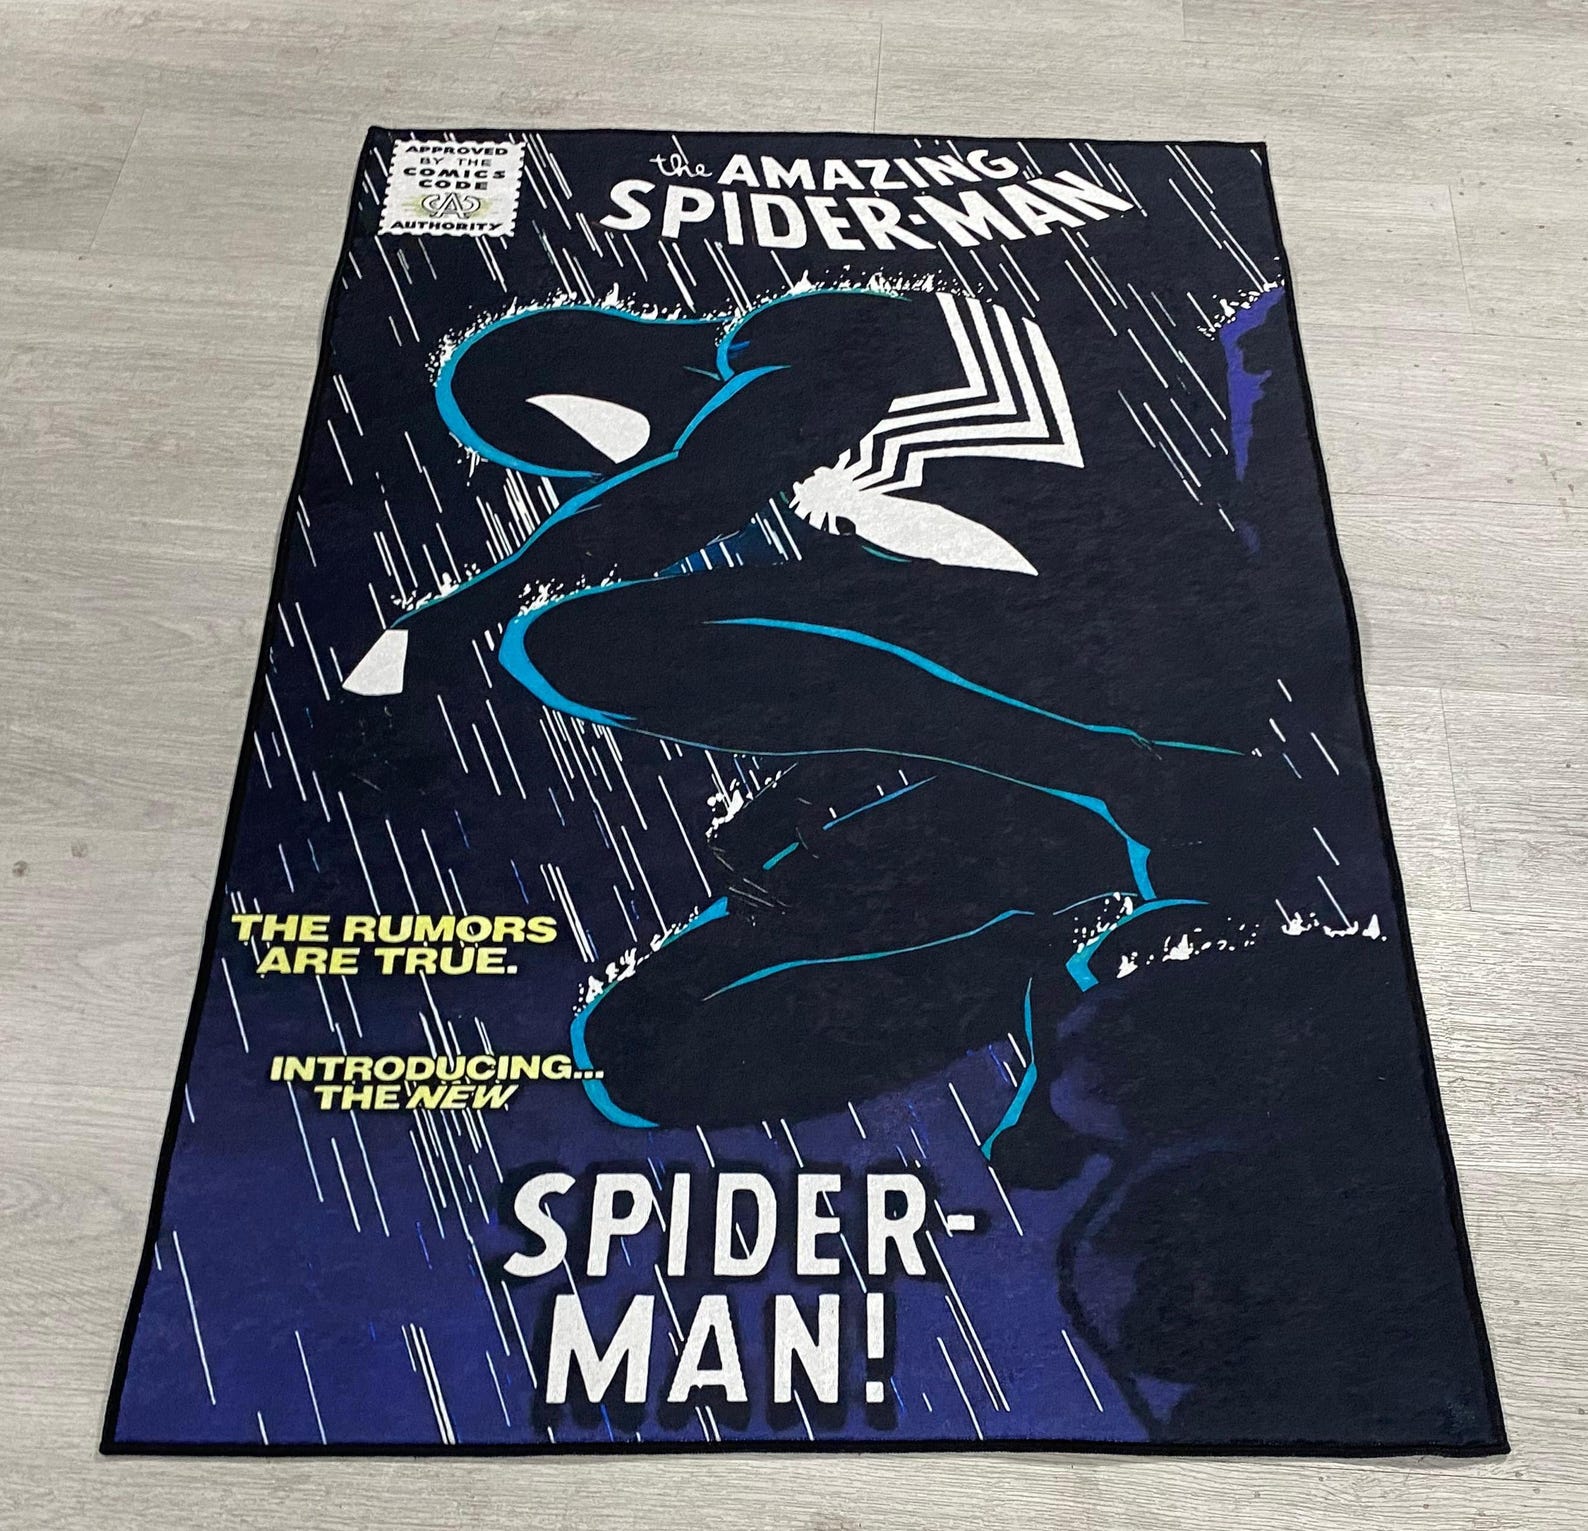 APPROVED
BY THE
COMICS
CODE
CA
AUTHORITY
the AMAZING
SPIDER-MAN
THE RUMORS
ARE TRUE.
INTRODUCING...
THE NEW
SPIDER-
MAN!